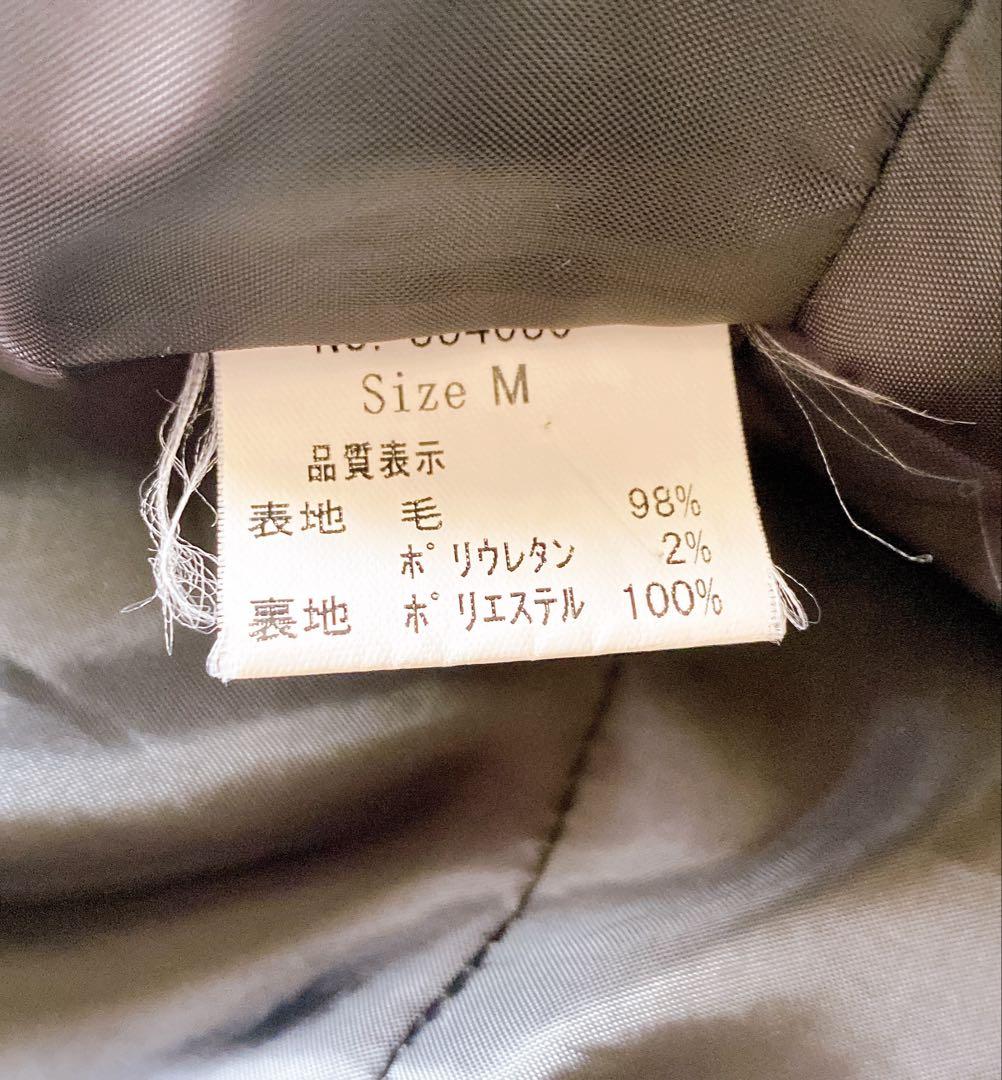 Size M
品質表示
表地 毛 98%
ポリウレタン 2%
裏地 ポリエステル 100%